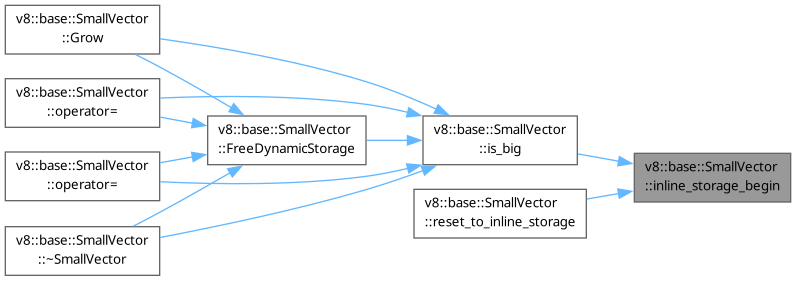 v8::base::SmallVector
::Grow
v8::base::SmallVector
::operator=
v8::base::SmallVector
::operator=
v8::base::SmallVector
::~SmallVector
v8::base::SmallVector
::FreeDynamicStorage
v8::base::SmallVector
::is_big
v8::base::SmallVector
::reset_to_inline_storage
v8::base::SmallVector
::inline_storage_begin